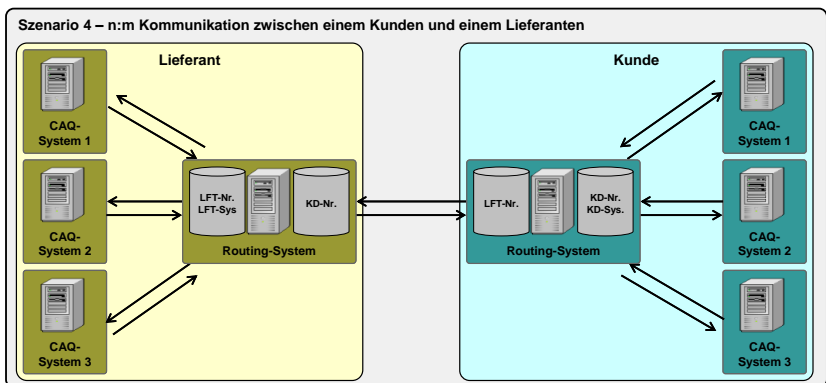 Szenario 4 – n:m Kommunikation zwischen einem Kunden und einem Lieferanten
Lieferant
CAQ-
System 1
CAQ-
System 2
CAQ-
System 3
LFT-Nr.
LFT-Sys
KD-Nr.
Routing-System
Kunde
LFT-Nr.
KD-Nr.
KD-Sys.
Routing-System
CAQ-
System 1
CAQ-
System 2
CAQ-
System 3